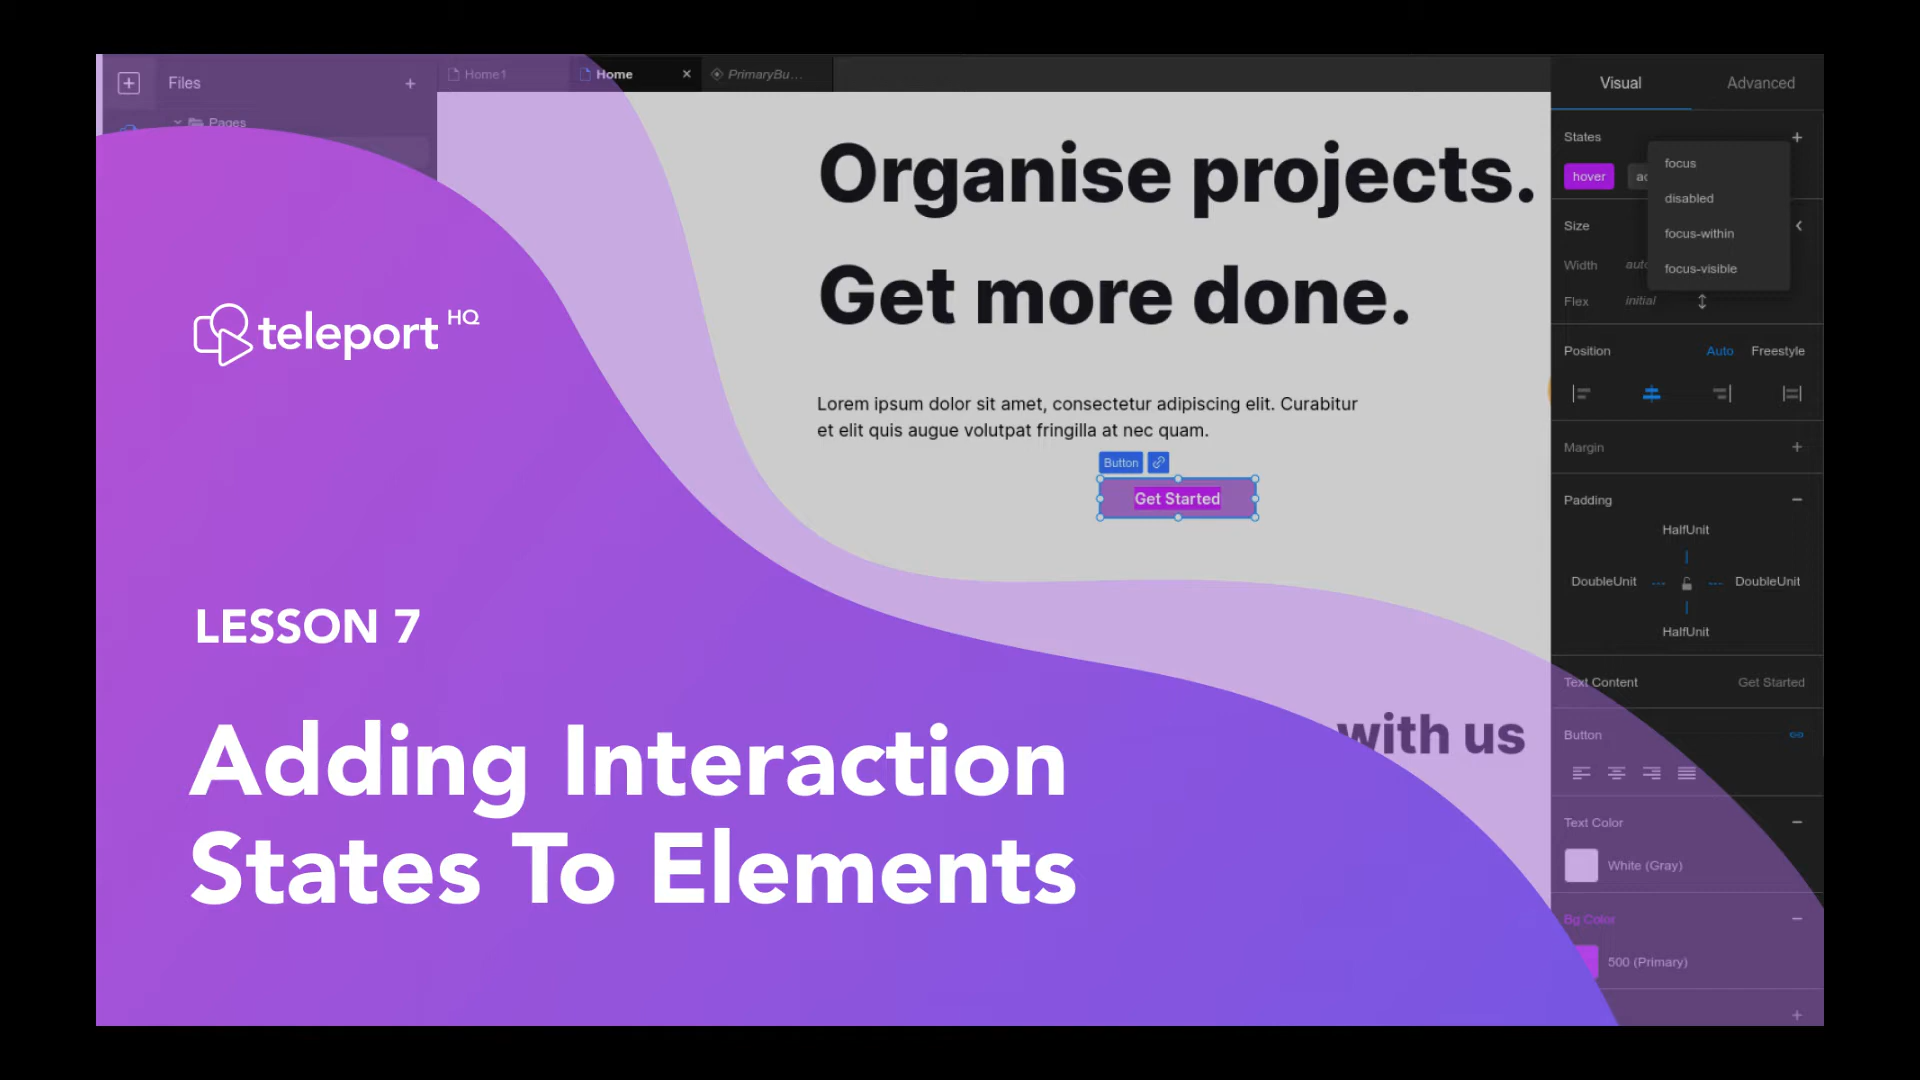 Files
Pages
Home1
Home
PrimaryBu...
Organise projects.
Get more done.
Lorem ipsum dolor sit amet, consectetur adipiscing elit. Curabitur
et elit quis augue volutpat fringilla at nec quam.
Button
Get Started
with us
teleport HQ
LESSON 7
Adding Interaction
States To Elements
Visual Advanced
States
hover
focus
disabled
focus-within
focus-visible
Size
Width
Flex initial
Position Auto Freestyle
Margin
Padding
HalfUnit
DoubleUnit DoubleUnit
HalfUnit
Text Content Get Started
Button
Text Color
White (Gray)
Bg Color
500 (Primary)